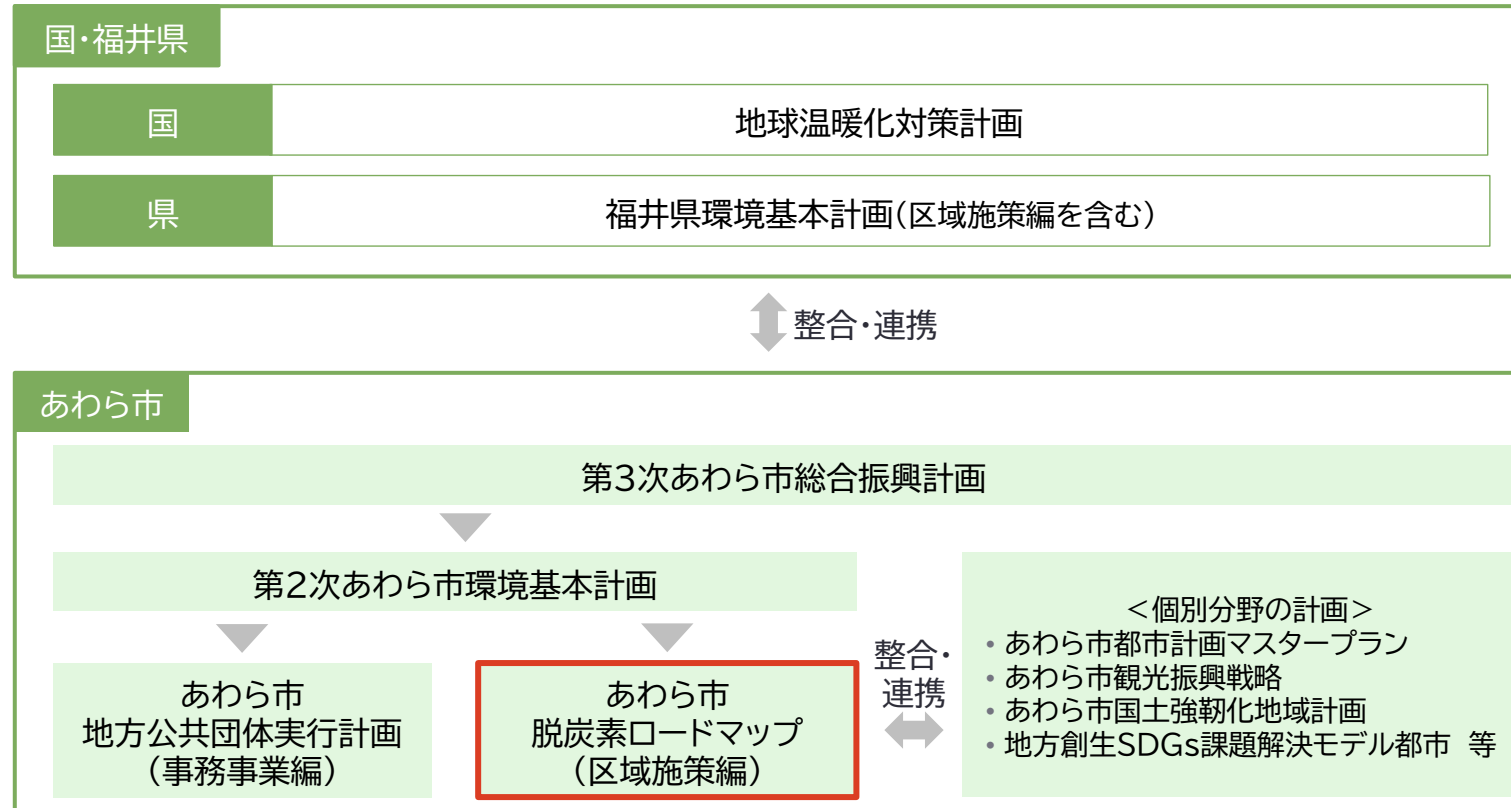 国・福井県
国
地球温暖化対策計画
県
福井県環境基本計画(区域施策編を含む)
整合・連携
あわら市
第3次あわら市総合振興計画
第2次あわら市環境基本計画
あわら市
地方公共団体実行計画
(事務事業編)
あわら市
脱炭素ロードマップ
(区域施策編)
整合・
連携
<個別分野の計画>
・あわら市都市計画マスタープラン
・あわら市観光振興戦略
・あわら市国土強靭化地域計画
・地方創生SDGs課題解決モデル都市 等